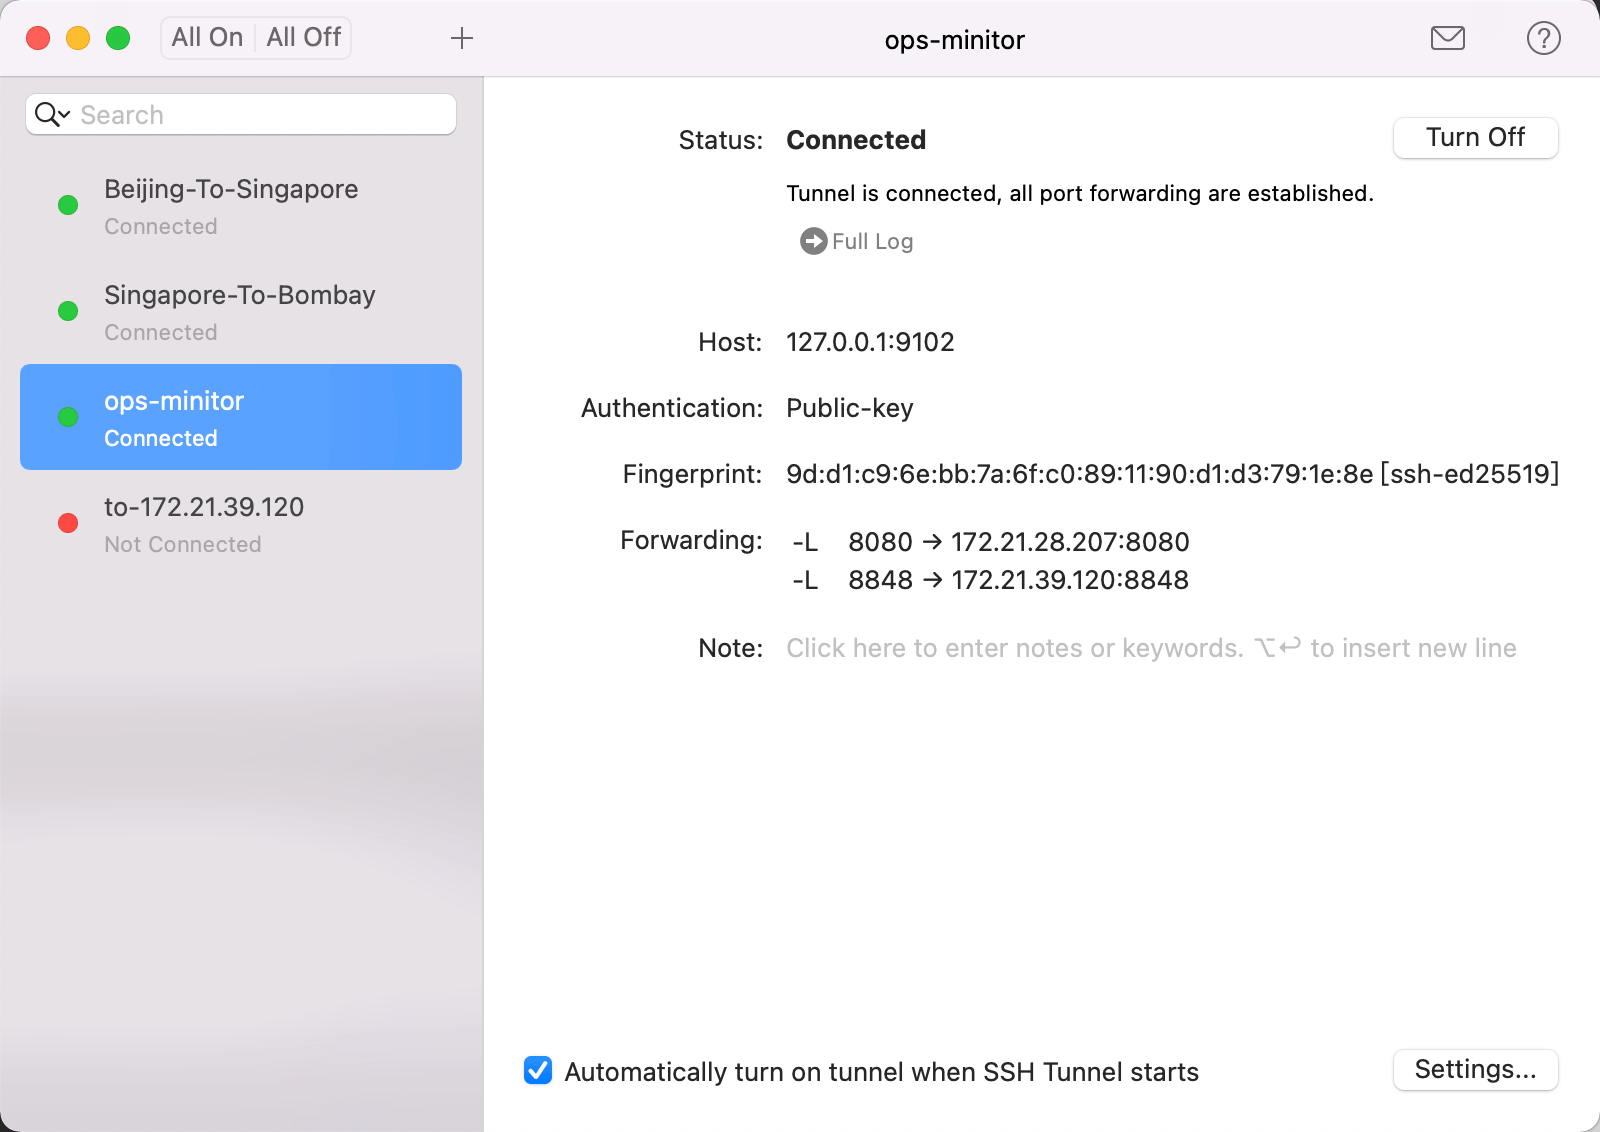 All On All Off
ops-minitor
Search
Beijing-To-Singapore
Connected
Singapore-To-Bombay
Connected
ops-minitor
Connected
to-172.21.39.120
Not Connected
Status: Connected
Turn Off
Tunnel is connected, all port forwarding are established.
Full Log
Host: 127.0.0.1:9102
Authentication: Public-key
Fingerprint: 9d:d1:c9:6e:bb:7a:6f:c0:89:11:90:d1:d3:79:1e:8e [ssh-ed25519]
Forwarding: -L 8080 → 172.21.28.207:8080
-L 8848 → 172.21.39.120:8848
Note: Click here to enter notes or keywords. ⌥↩ to insert new line
Automatically turn on tunnel when SSH Tunnel starts
Settings...